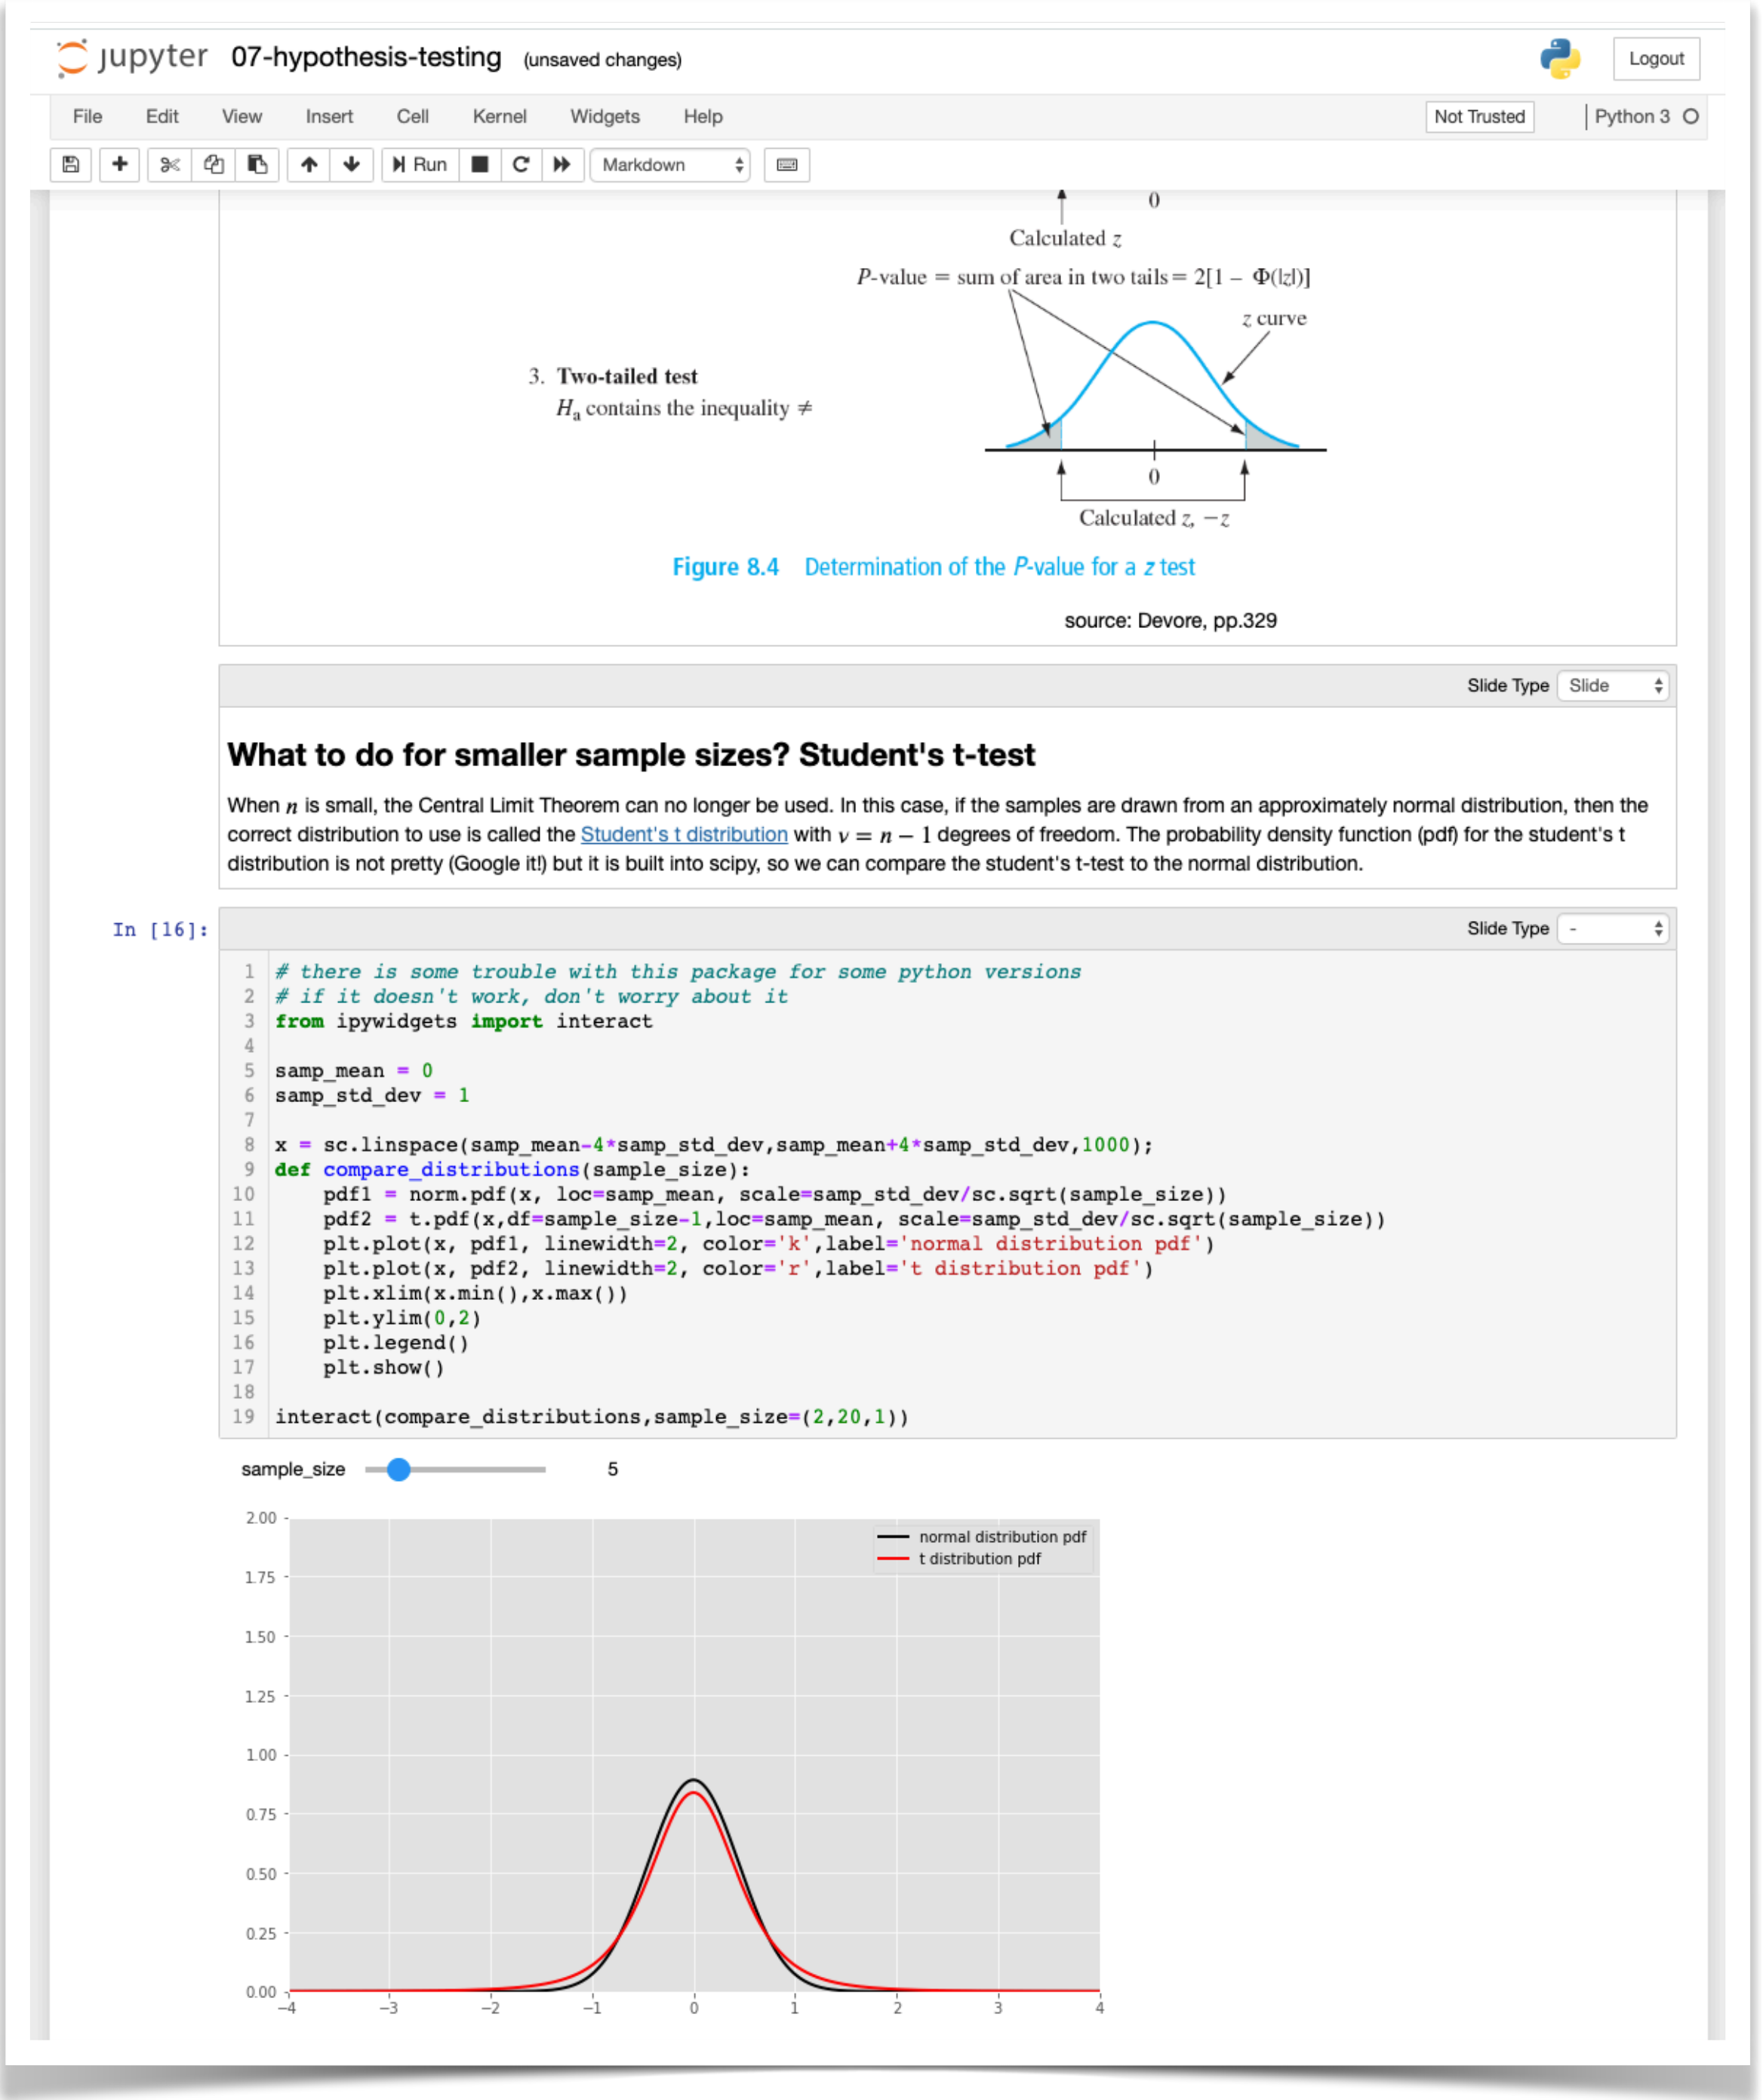 jupyter 07-hypothesis-testing (unsaved changes)
Logout
File Edit View Insert Cell Kernel Widgets Help
Not Trusted
Python 3
Run
Markdown
0
Calculated z
P-value = sum of area in two tails = 2[1 – Φ(|z|)]
z curve
3. Two-tailed test
Ha contains the inequality ≠
0
Calculated z, −z
Figure 8.4 Determination of the P-value for a z test
source: Devore, pp.329
Slide Type Slide
What to do for smaller sample sizes? Student's t-test
When n is small, the Central Limit Theorem can no longer be used. In this case, if the samples are drawn from an approximately normal distribution, then the
correct distribution to use is called the Student's t distribution with ν = n − 1 degrees of freedom. The probability density function (pdf) for the student's t
distribution is not pretty (Google it!) but it is built into scipy, so we can compare the student's t-test to the normal distribution.
In [16]:
Slide Type -
1 # there is some trouble with this package for some python versions
2 # if it doesn't work, don't worry about it
3 from ipywidgets import interact
4
5 samp_mean = 0
6 samp_std_dev = 1
7
8 x = sc.linspace(samp_mean-4*samp_std_dev,samp_mean+4*samp_std_dev,1000);
9 def compare_distributions(sample_size):
10     pdf1 = norm.pdf(x, loc=samp_mean, scale=samp_std_dev/sc.sqrt(sample_size))
11     pdf2 = t.pdf(x,df=sample_size-1,loc=samp_mean, scale=samp_std_dev/sc.sqrt(sample_size))
12     plt.plot(x, pdf1, linewidth=2, color='k',label='normal distribution pdf')
13     plt.plot(x, pdf2, linewidth=2, color='r',label='t distribution pdf')
14     plt.xlim(x.min(),x.max())
15     plt.ylim(0,2)
16     plt.legend()
17     plt.show()
18
19 interact(compare_distributions,sample_size=(2,20,1))
sample_size 5
2.00
normal distribution pdf
t distribution pdf
1.75
1.50
1.25
1.00
0.75
0.50
0.25
0.00
−4 −3 −2 −1 0 1 2 3 4